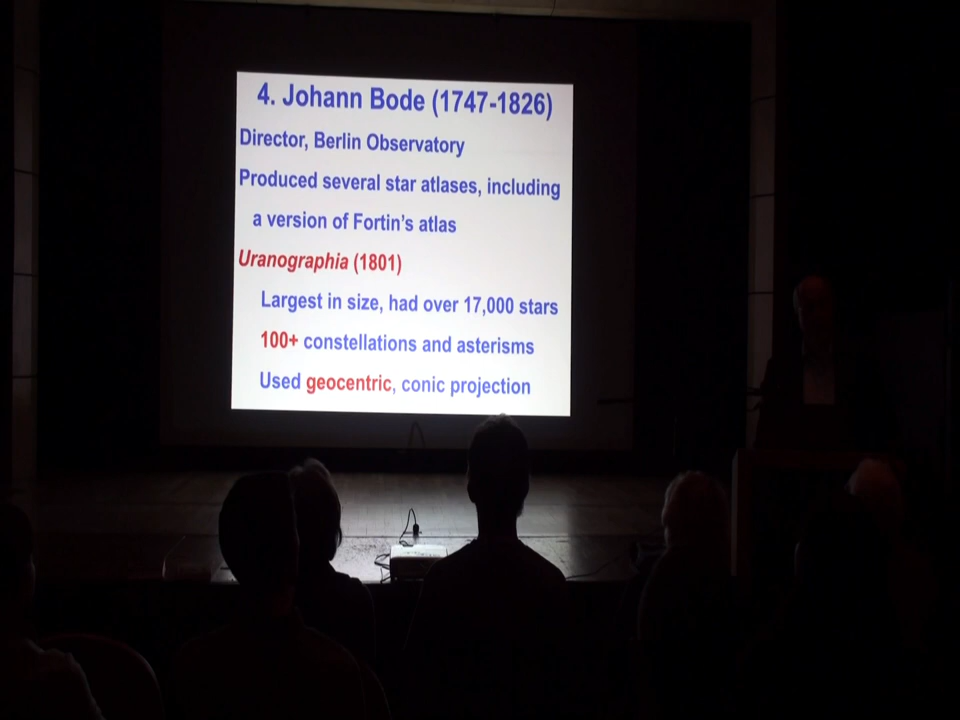 4. Johann Bode (1747-1826)
Director, Berlin Observatory
Produced several star atlases, including
a version of Fortin's atlas
Uranographia (1801)
Largest in size, had over 17,000 stars
100+ constellations and asterisms
Used geocentric, conic projection